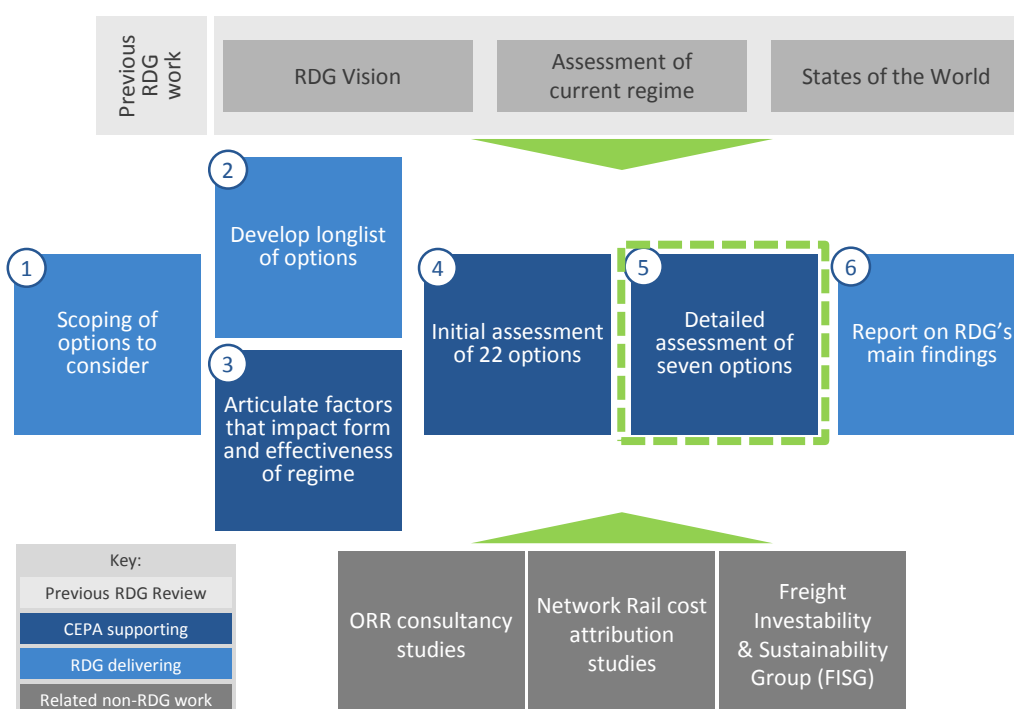 Previous
RDG
work
RDG Vision
Assessment of
current regime
States of the World
1
Scoping of
options to
consider
2
Develop longlist
of options
3
Articulate factors
that impact form
and effectiveness
of regime
4
Initial assessment
of 22 options
5
Detailed
assessment of
seven options
6
Report on RDG's
main findings
Key:
Previous RDG Review
CEPA supporting
RDG delivering
Related non-RDG work
ORR consultancy
studies
Network Rail cost
attribution
studies
Freight
Investability
& Sustainability
Group (FISG)